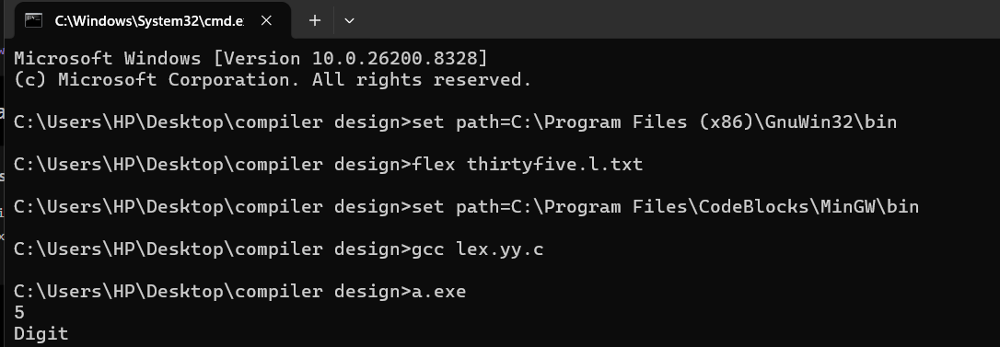 C:\Windows\System32\cmd.e
Microsoft Windows [Version 10.0.26200.8328]
(c) Microsoft Corporation. All rights reserved.
C:\Users\HP\Desktop\compiler design>set path=C:\Program Files (x86)\GnuWin32\bin
C:\Users\HP\Desktop\compiler design>flex thirtyfive.l.txt
C:\Users\HP\Desktop\compiler design>set path=C:\Program Files\CodeBlocks\MinGW\bin
C:\Users\HP\Desktop\compiler design>gcc lex.yy.c
C:\Users\HP\Desktop\compiler design>a.exe
5
Digit